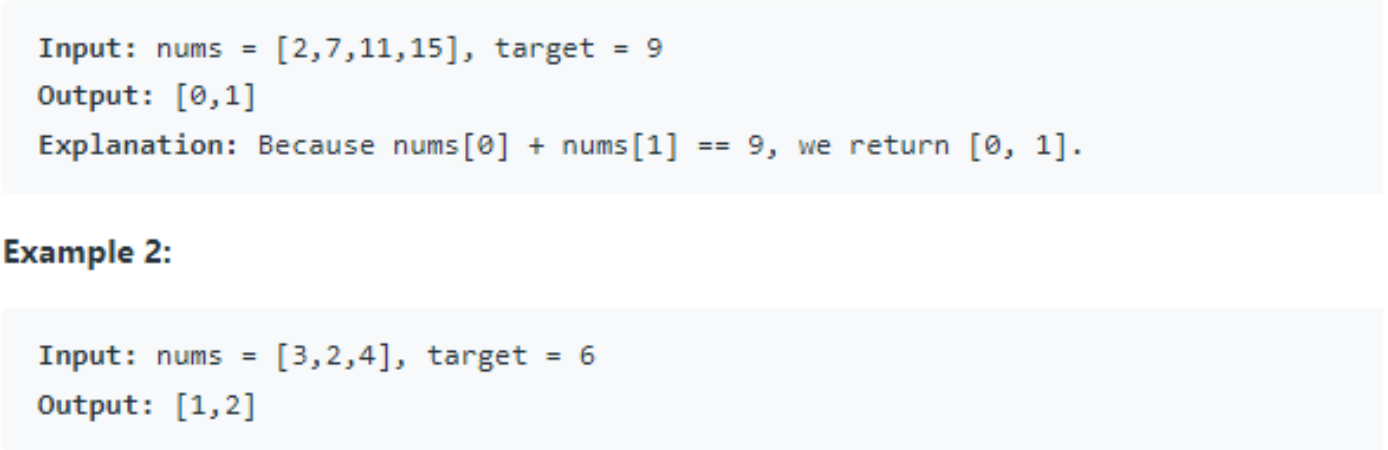 Input: nums = [2,7,11,15], target = 9
Output: [0,1]
Explanation: Because nums[0] + nums[1] == 9, we return [0, 1].
Example 2:
Input: nums = [3,2,4], target = 6
Output: [1,2]